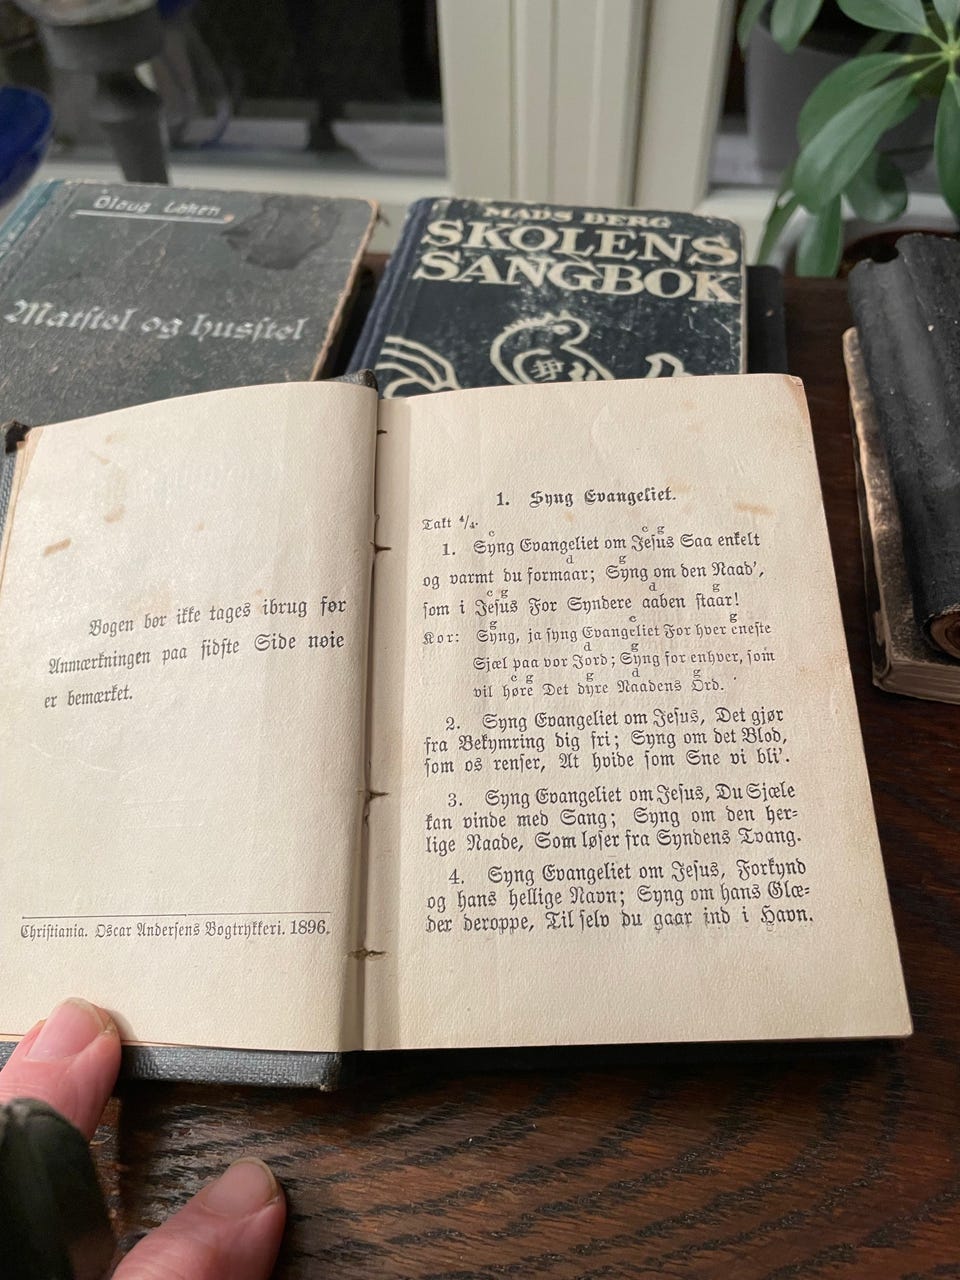 Olaug Løken
Matstel og husstel
MADS BERG
SKOLENS
SANGBOK
Bogen bør ikke tages ibrug før
Anmærkningen paa sidste Side nøie
er bemærket.
Christiania. Oscar Andersens Bogtrykkeri. 1896.
1. Syng Evangeliet.
Takt 4/4.
c c g
1. Syng Evangeliet om Jesus Saa enkelt
d g
og varmt du formaar; Syng om den Naad',
c g d g
som i Jesus For Syndere aaben staar!
g c g
Kor: Syng, ja syng Evangeliet For hver eneste
d g
Sjæl paa vor Jord; Syng for enhver, som
c g g d g
vil høre Det dyre Naadens Ord.
2. Syng Evangeliet om Jesus, Det gjør
fra Bekymring dig fri; Syng om det Blod,
som os renser, At hvide som Sne vi bli'.
3. Syng Evangeliet om Jesus, Du Sjæle
kan vinde med Sang; Syng om den her-
lige Naade, Som løser fra Syndens Tvang.
4. Syng Evangeliet om Jesus, Forkynd
og hans hellige Navn; Syng om hans Glæ-
der deroppe, Til selv du gaar ind i Havn.